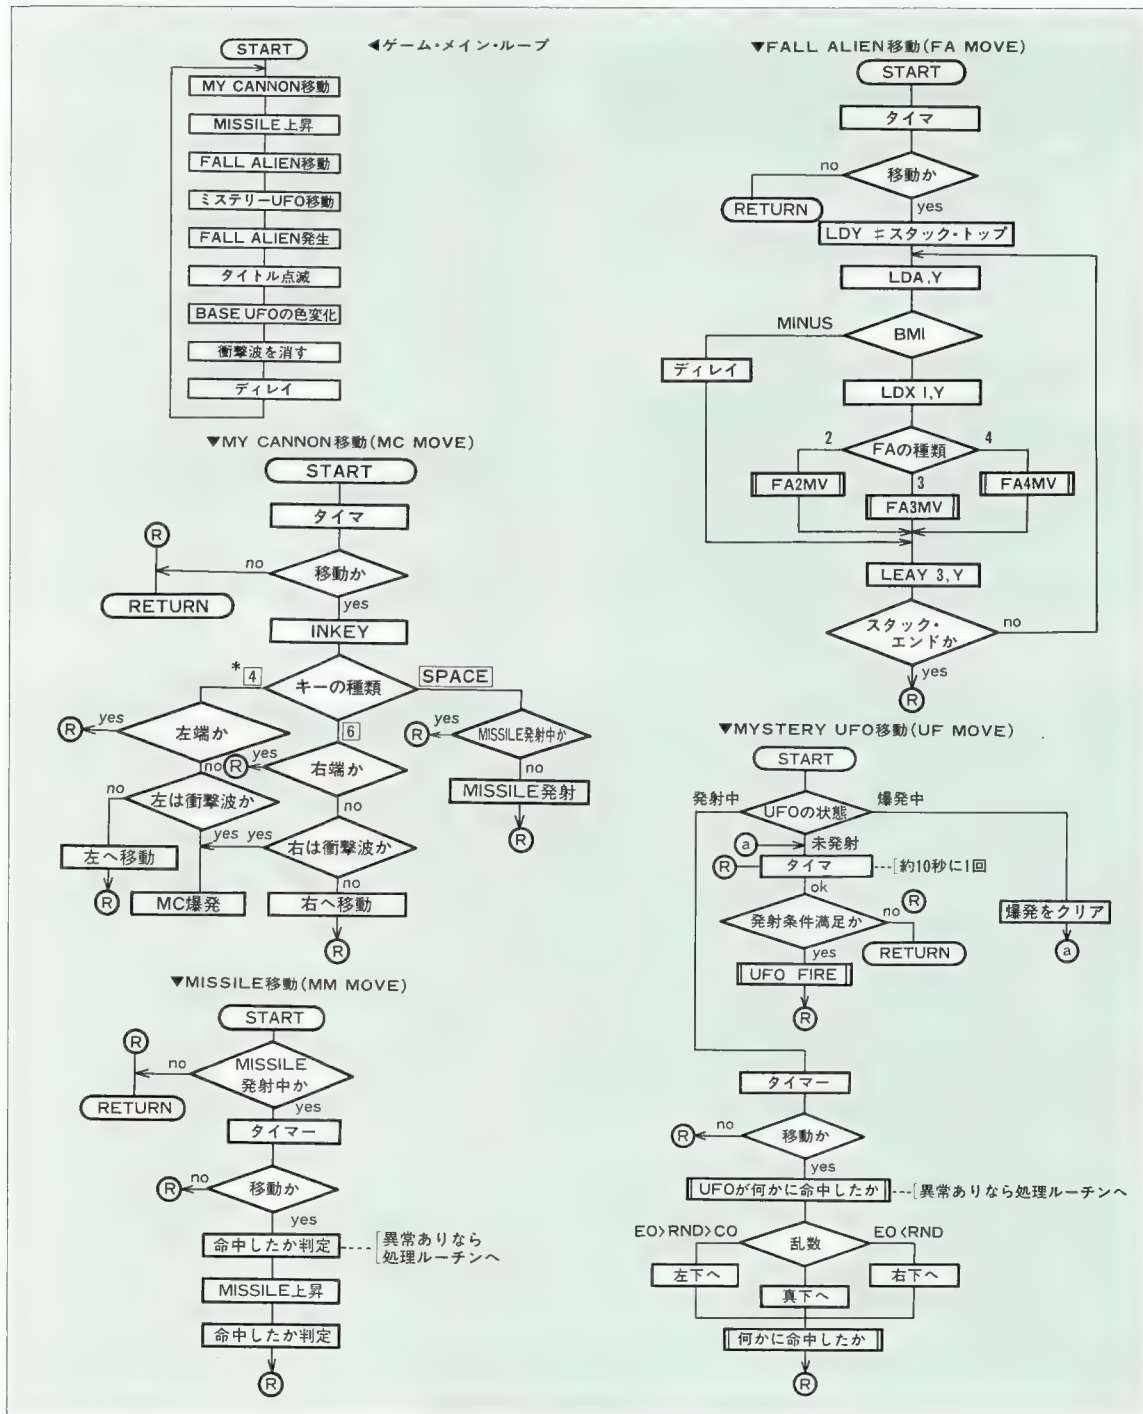 ◀ゲーム・メイン・ループ
START
MY CANNON移動
MISSILE上昇
FALL ALIEN移動
ミステリーUFO移動
FALL ALIEN発生
タイトル点滅
BASE UFOの色変化
衝撃波を消す
ディレイ
▼MY CANNON移動(MC MOVE)
START
タイマ
R
移動か
no
RETURN
yes
INKEY
キーの種類
* 4
SPACE
6
左端か
yes
R
no
左は衝撃波か
no
yes
左へ移動
R
MC爆発
右端か
yes
R
no
右は衝撃波か
yes
no
右へ移動
R
MISSILE発射中か
yes
R
no
MISSILE発射
R
▼MISSILE移動(MM MOVE)
START
R
MISSILE
発射中か
no
RETURN
yes
タイマー
移動か
no
R
yes
命中したか判定
異常ありなら
処理ルーチンへ
MISSILE上昇
命中したか判定
R
▼FALL ALIEN移動(FA MOVE)
START
タイマ
移動か
no
RETURN
yes
LDY #スタック・トップ
LDA,Y
BMI
MINUS
ディレイ
LDX I,Y
FAの種類
2
4
3
FA2MV
FA3MV
FA4MV
LEAY 3,Y
スタック・
エンドか
no
yes
R
▼MYSTERY UFO移動(UF MOVE)
START
UFOの状態
発射中
爆発中
a
未発射
R
タイマ
[約10秒に1回
ok
発射条件満足か
no
R
RETURN
yes
UFO FIRE
R
爆発をクリア
a
タイマー
移動か
no
R
yes
UFOが何かに命中したか
[異常ありなら処理ルーチンへ
乱数
EO>RND>CO
EO<RND
左下へ
真下へ
右下へ
何かに命中したか
R